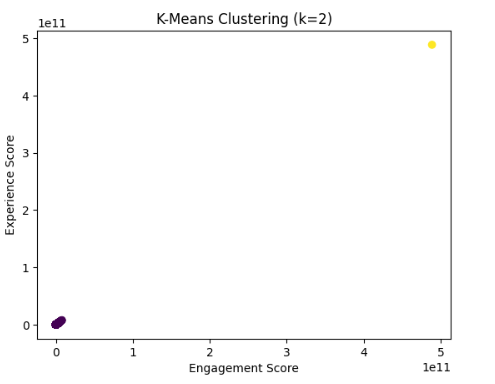 K-Means Clustering (k=2)
1e11
5
4
3
2
1
0
Experience Score
0 1 2 3 4 5
1e11
Engagement Score